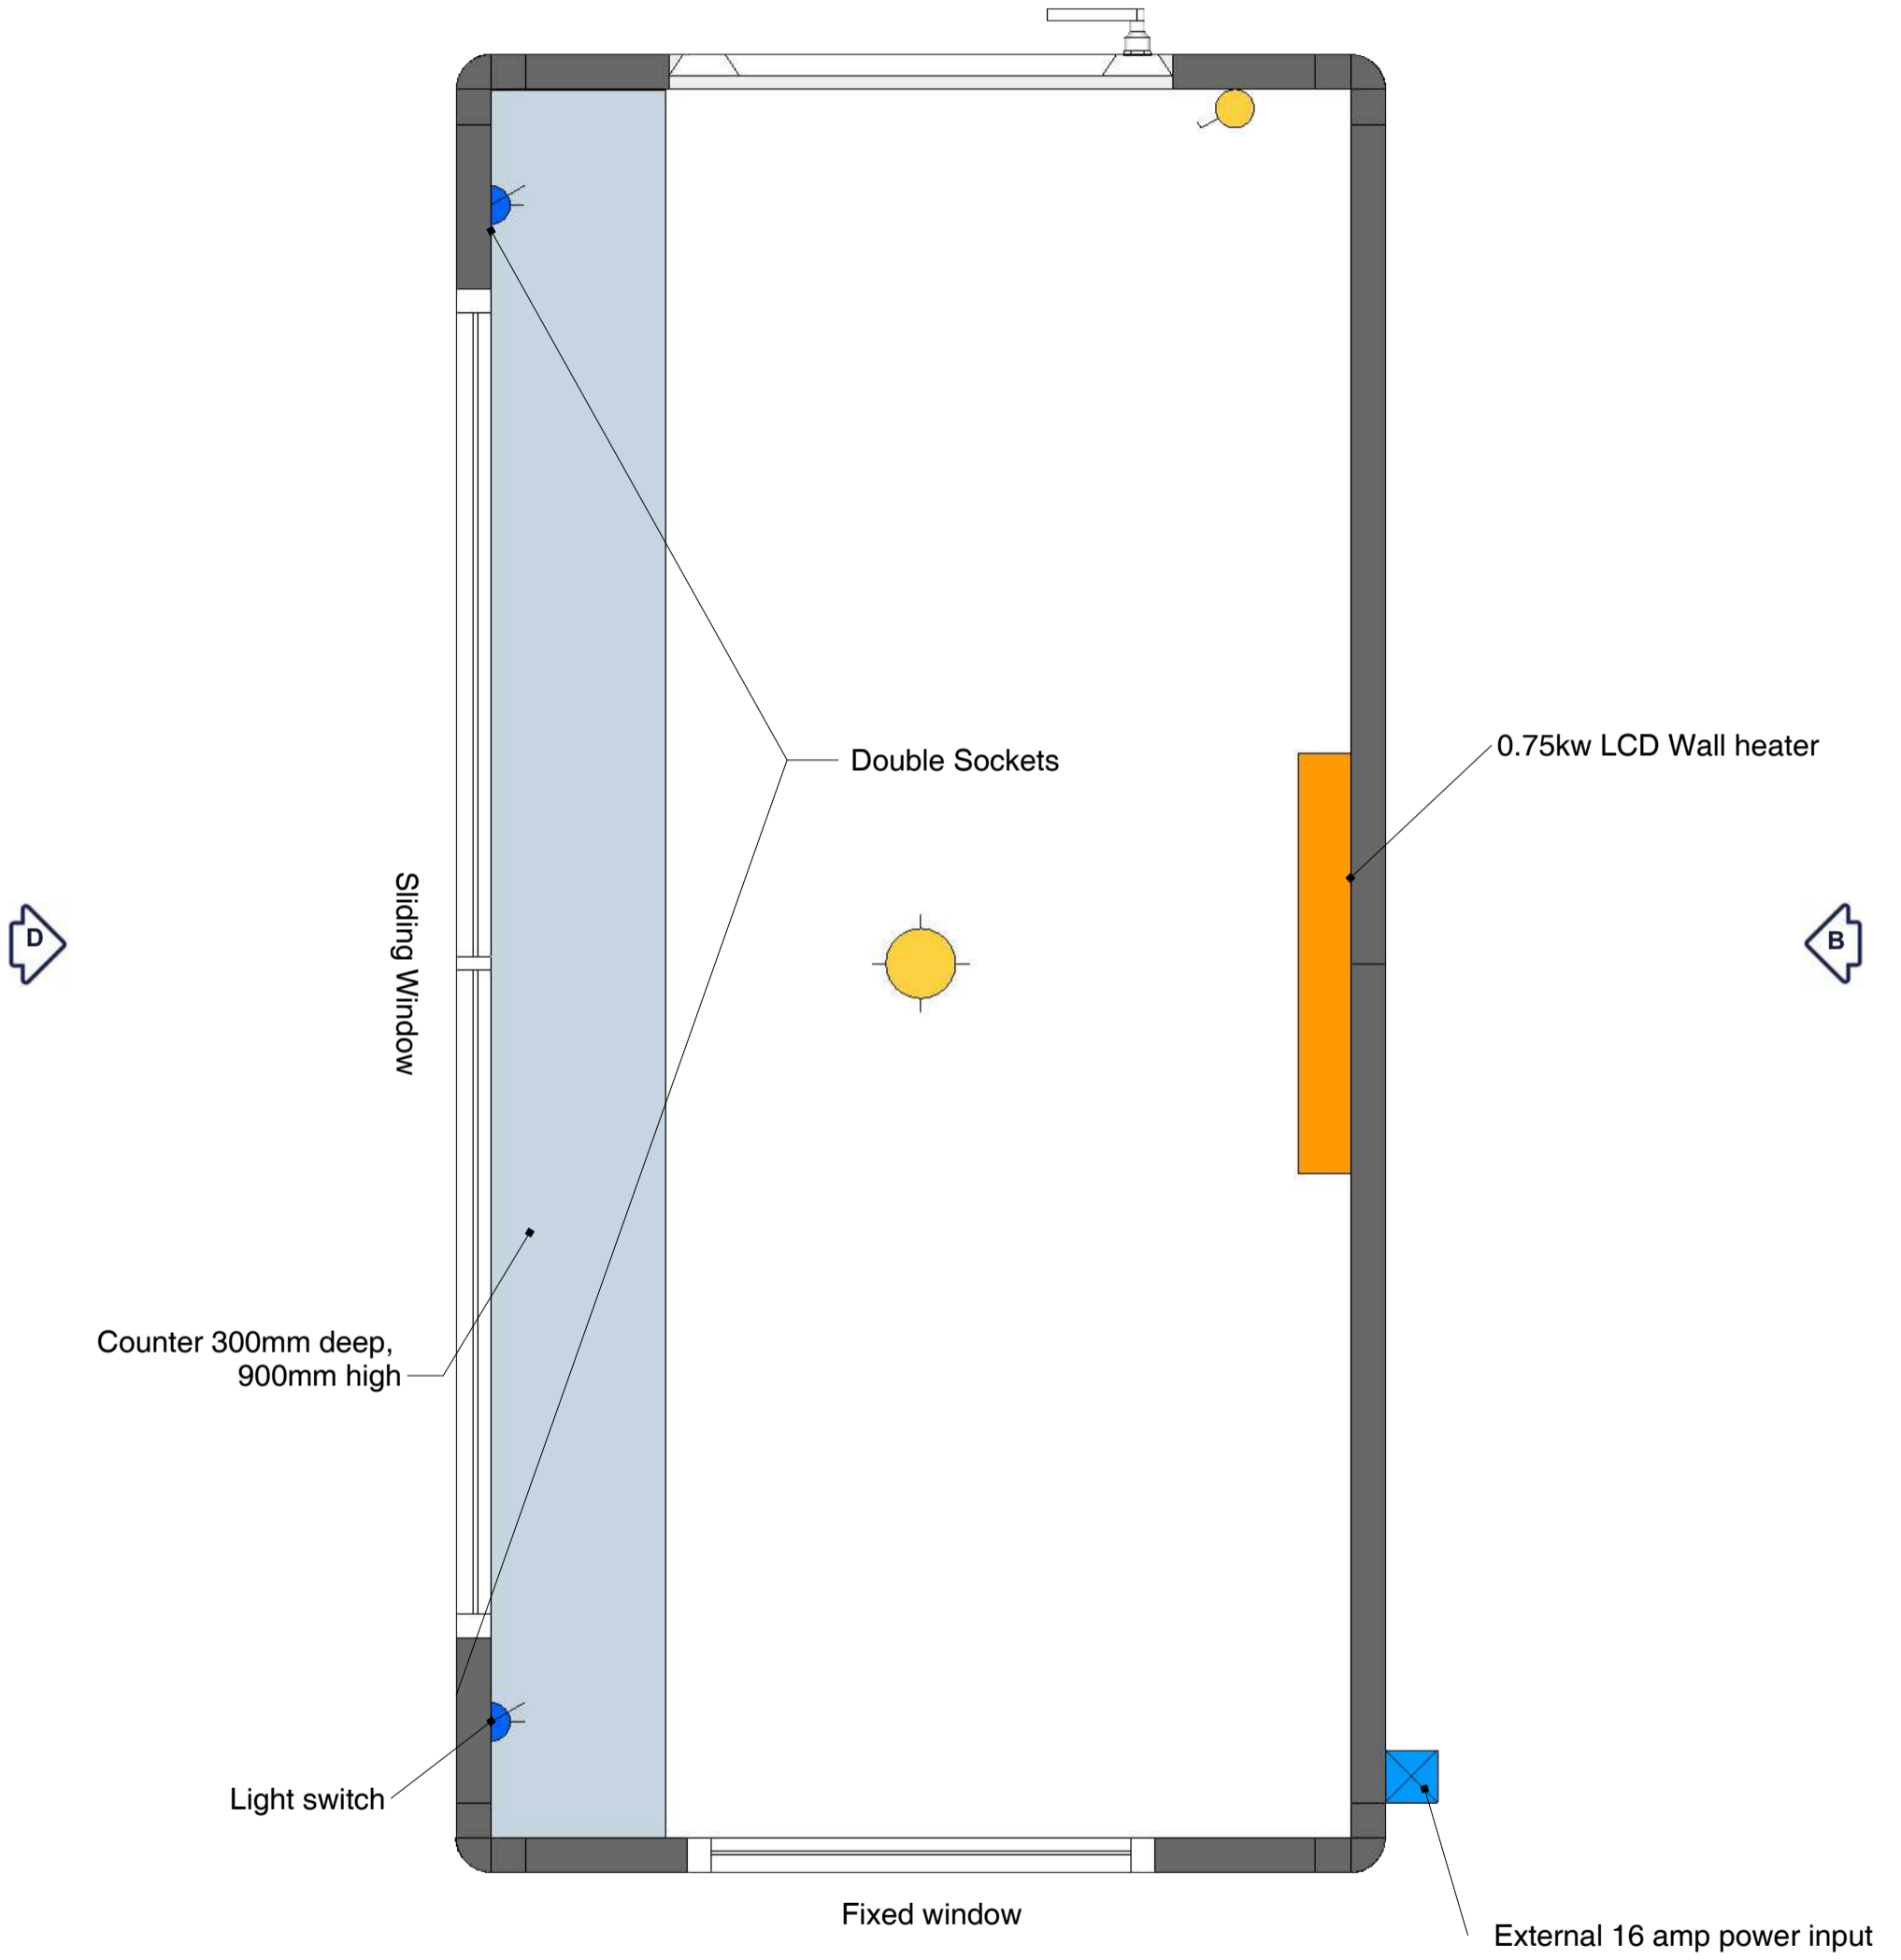 Double Sockets
0.75kw LCD Wall heater
Sliding Window
D
B
Counter 300mm deep,
900mm high
Light switch
Fixed window
External 16 amp power input